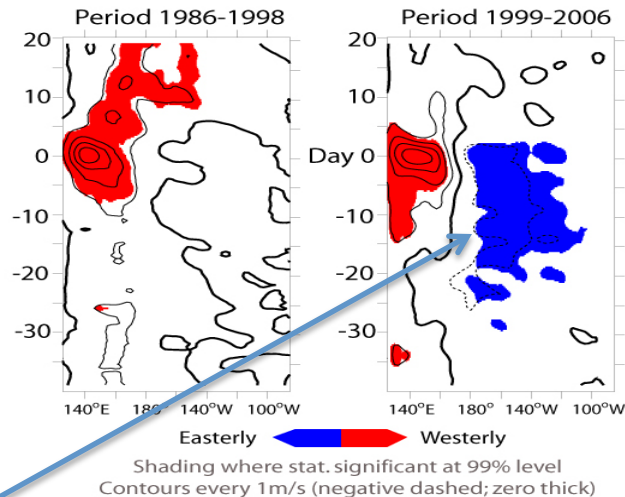 Period 1986-1998
Period 1999-2006
20
10
0
-10
-20
-30
20
10
Day 0
-10
-20
-30
140°E 180° 140°W 100°W
140°E 180° 140°W 100°W
Easterly Westerly
Shading where stat. significant at 99% level
Contours every 1m/s (negative dashed; zero thick)